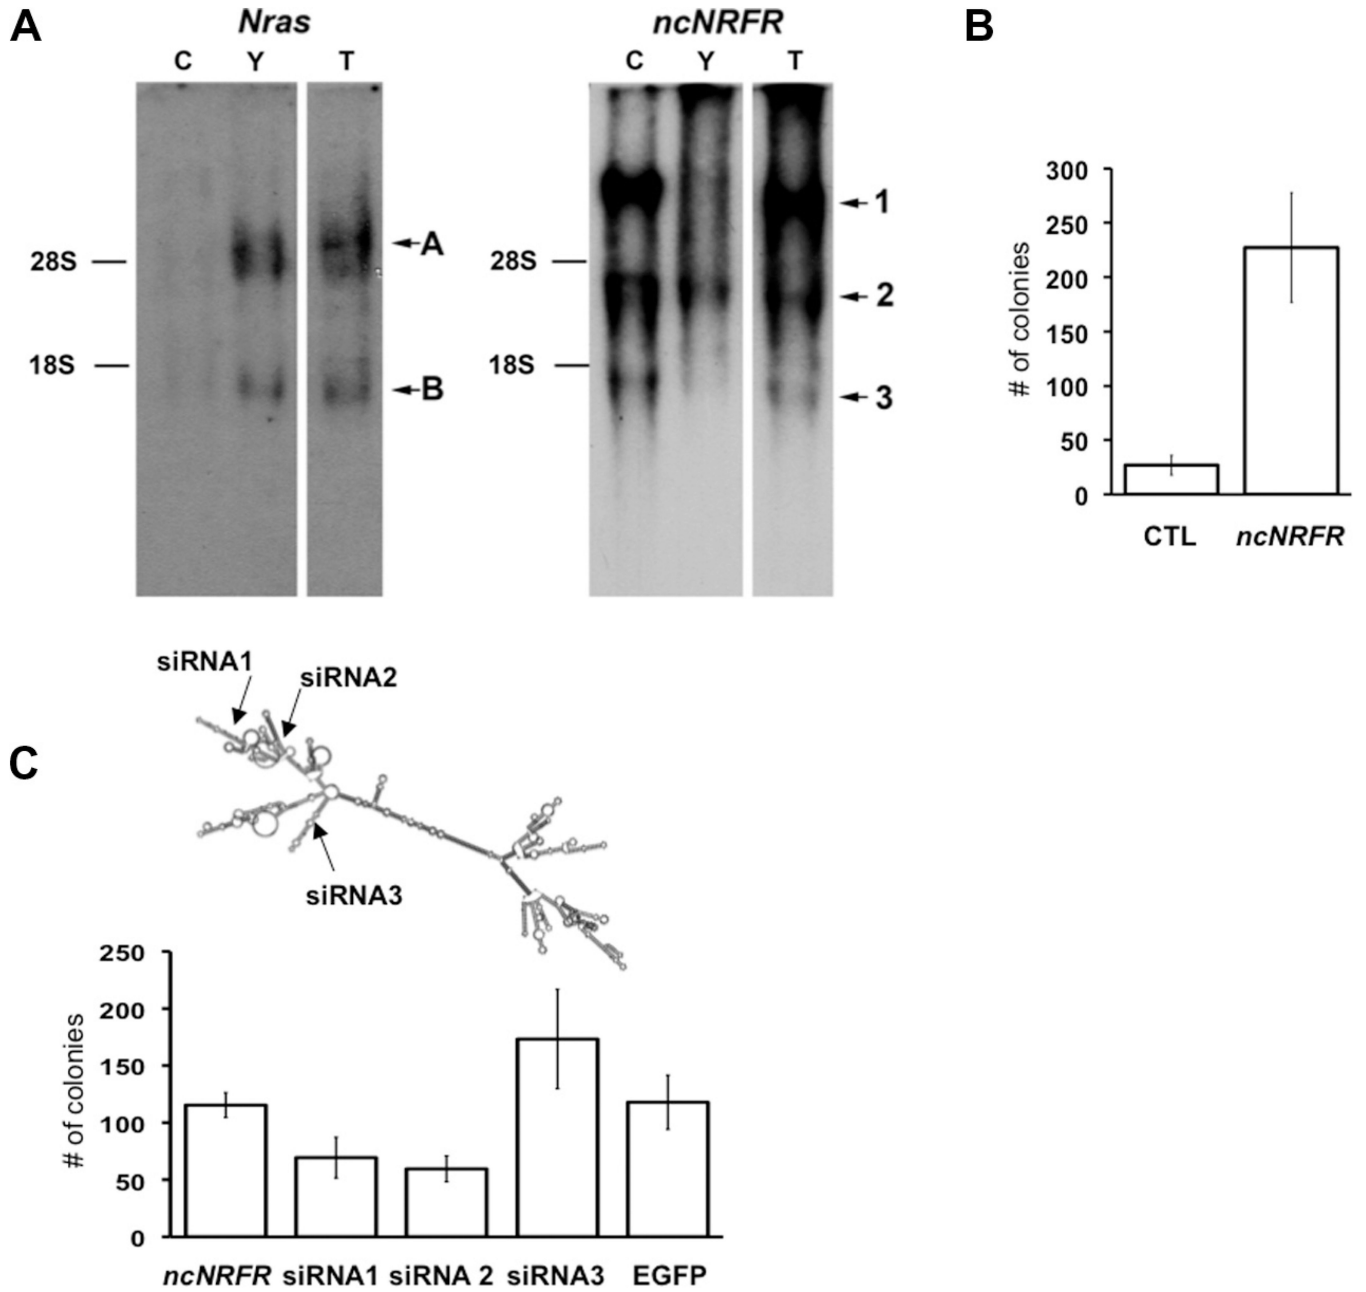 A
Nras
ncNRFR
B
C Y T
C Y T
28S
A
18S
B
28S
1
2
18S
3
300
250
200
150
100
50
0
# of colonies
CTL ncNRFR
C
siRNA1
siRNA2
siRNA3
250
200
150
100
50
0
# of colonies
ncNRFR siRNA1 siRNA 2 siRNA3 EGFP